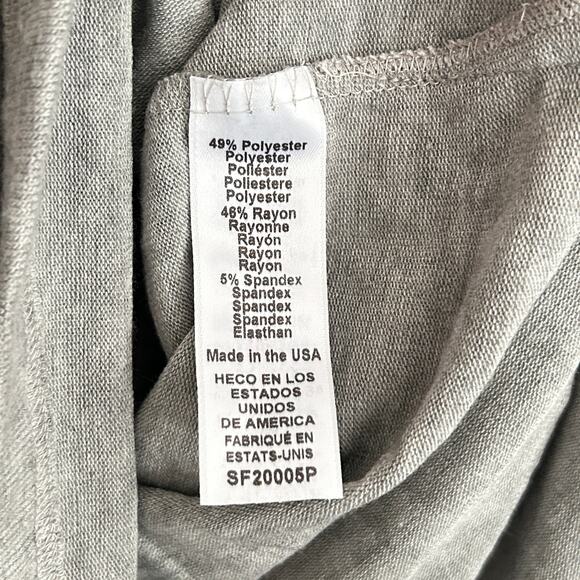 49% Polyester
Polyester
Poliéster
Poliestere
Polyester
46% Rayon
Rayonne
Rayón
Rayon
Rayon
5% Spandex
Spandex
Spandex
Spandex
Elasthan
Made in the USA
HECO EN LOS
ESTADOS
UNIDOS
DE AMERICA
FABRIQUÉ EN
ESTATS-UNIS
SF20005P